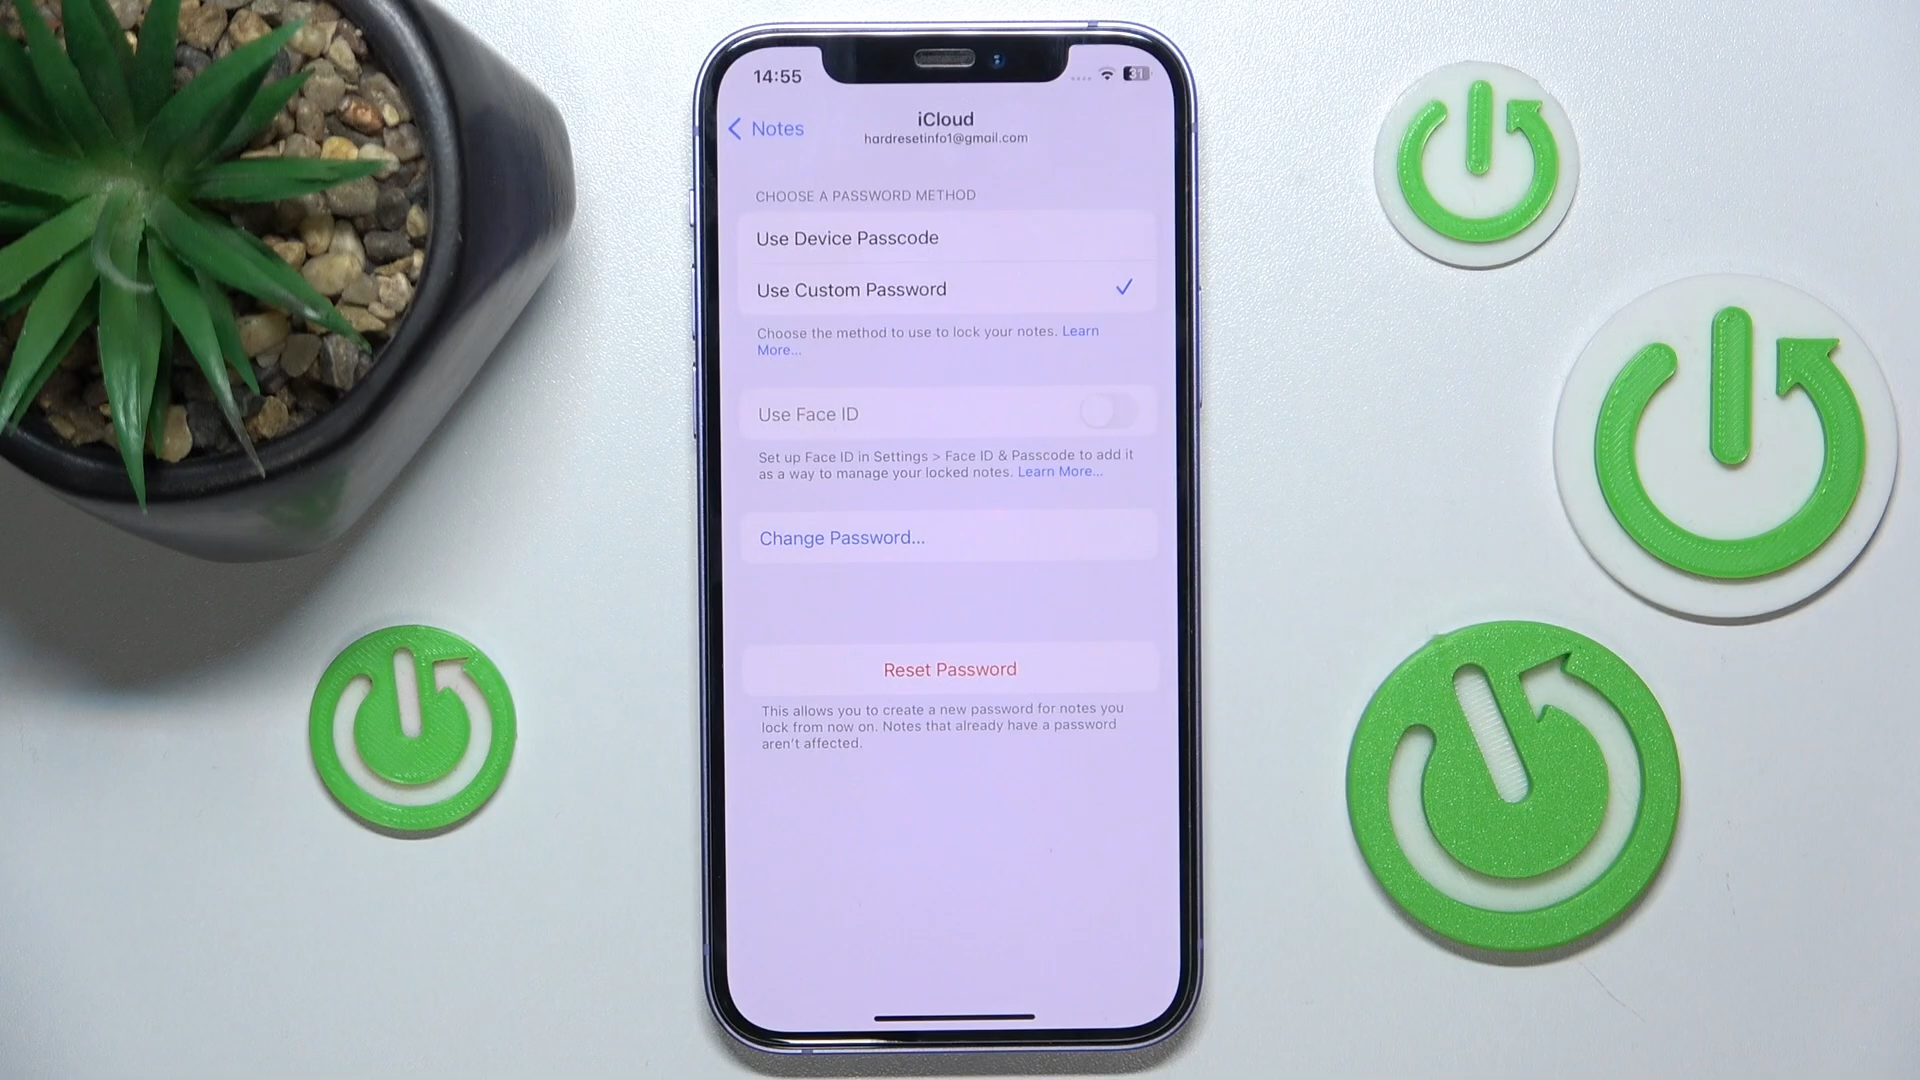 14:55
31
Notes
iCloud
hardresetinfo1@gmail.com
CHOOSE A PASSWORD METHOD
Use Device Passcode
Use Custom Password
Choose the method to use to lock your notes. Learn
More...
Use Face ID
Set up Face ID in Settings > Face ID & Passcode to add it
as a way to manage your locked notes. Learn More...
Change Password...
Reset Password
This allows you to create a new password for notes you
lock from now on. Notes that already have a password
aren't affected.